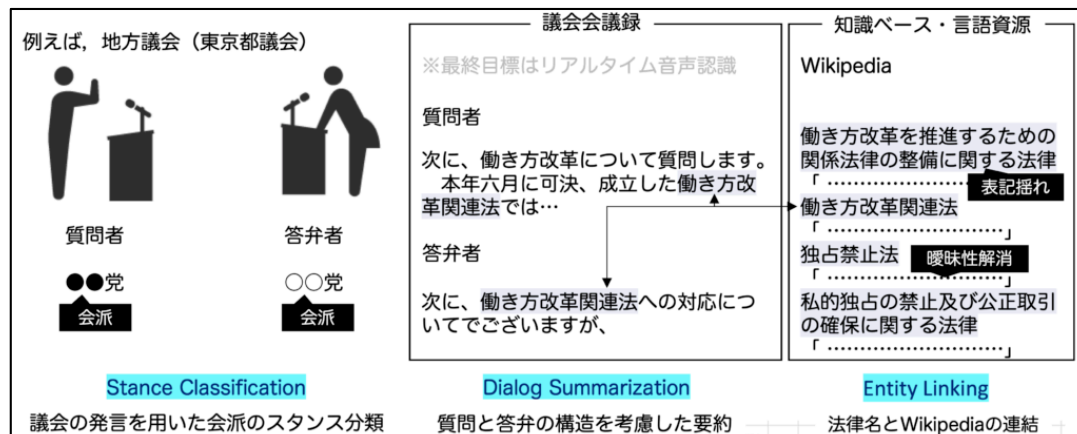 例えば，地方議会（東京都議会）
質問者
答弁者
●●党
○○党
会派
会派
Stance Classification
議会の発言を用いた会派のスタンス分類
議会会議録
※最終目標はリアルタイム音声認識
質問者
次に、働き方改革について質問します。
本年六月に可決、成立した働き方改
革関連法では…
答弁者
次に、働き方改革関連法への対応につ
いてでございますが、
Dialog Summarization
質問と答弁の構造を考慮した要約
知識ベース・言語資源
Wikipedia
働き方改革を推進するための
関係法律の整備に関する法律
「 ‥‥‥‥‥‥‥‥
表記揺れ
働き方改革関連法
「 ‥‥‥‥‥‥‥‥‥‥」
独占禁止法
曖昧性解消
「 ‥‥‥‥‥‥‥‥‥‥」
私的独占の禁止及び公正取引
の確保に関する法律
「 ‥‥‥‥‥‥‥‥‥‥」
Entity Linking
法律名とWikipediaの連結